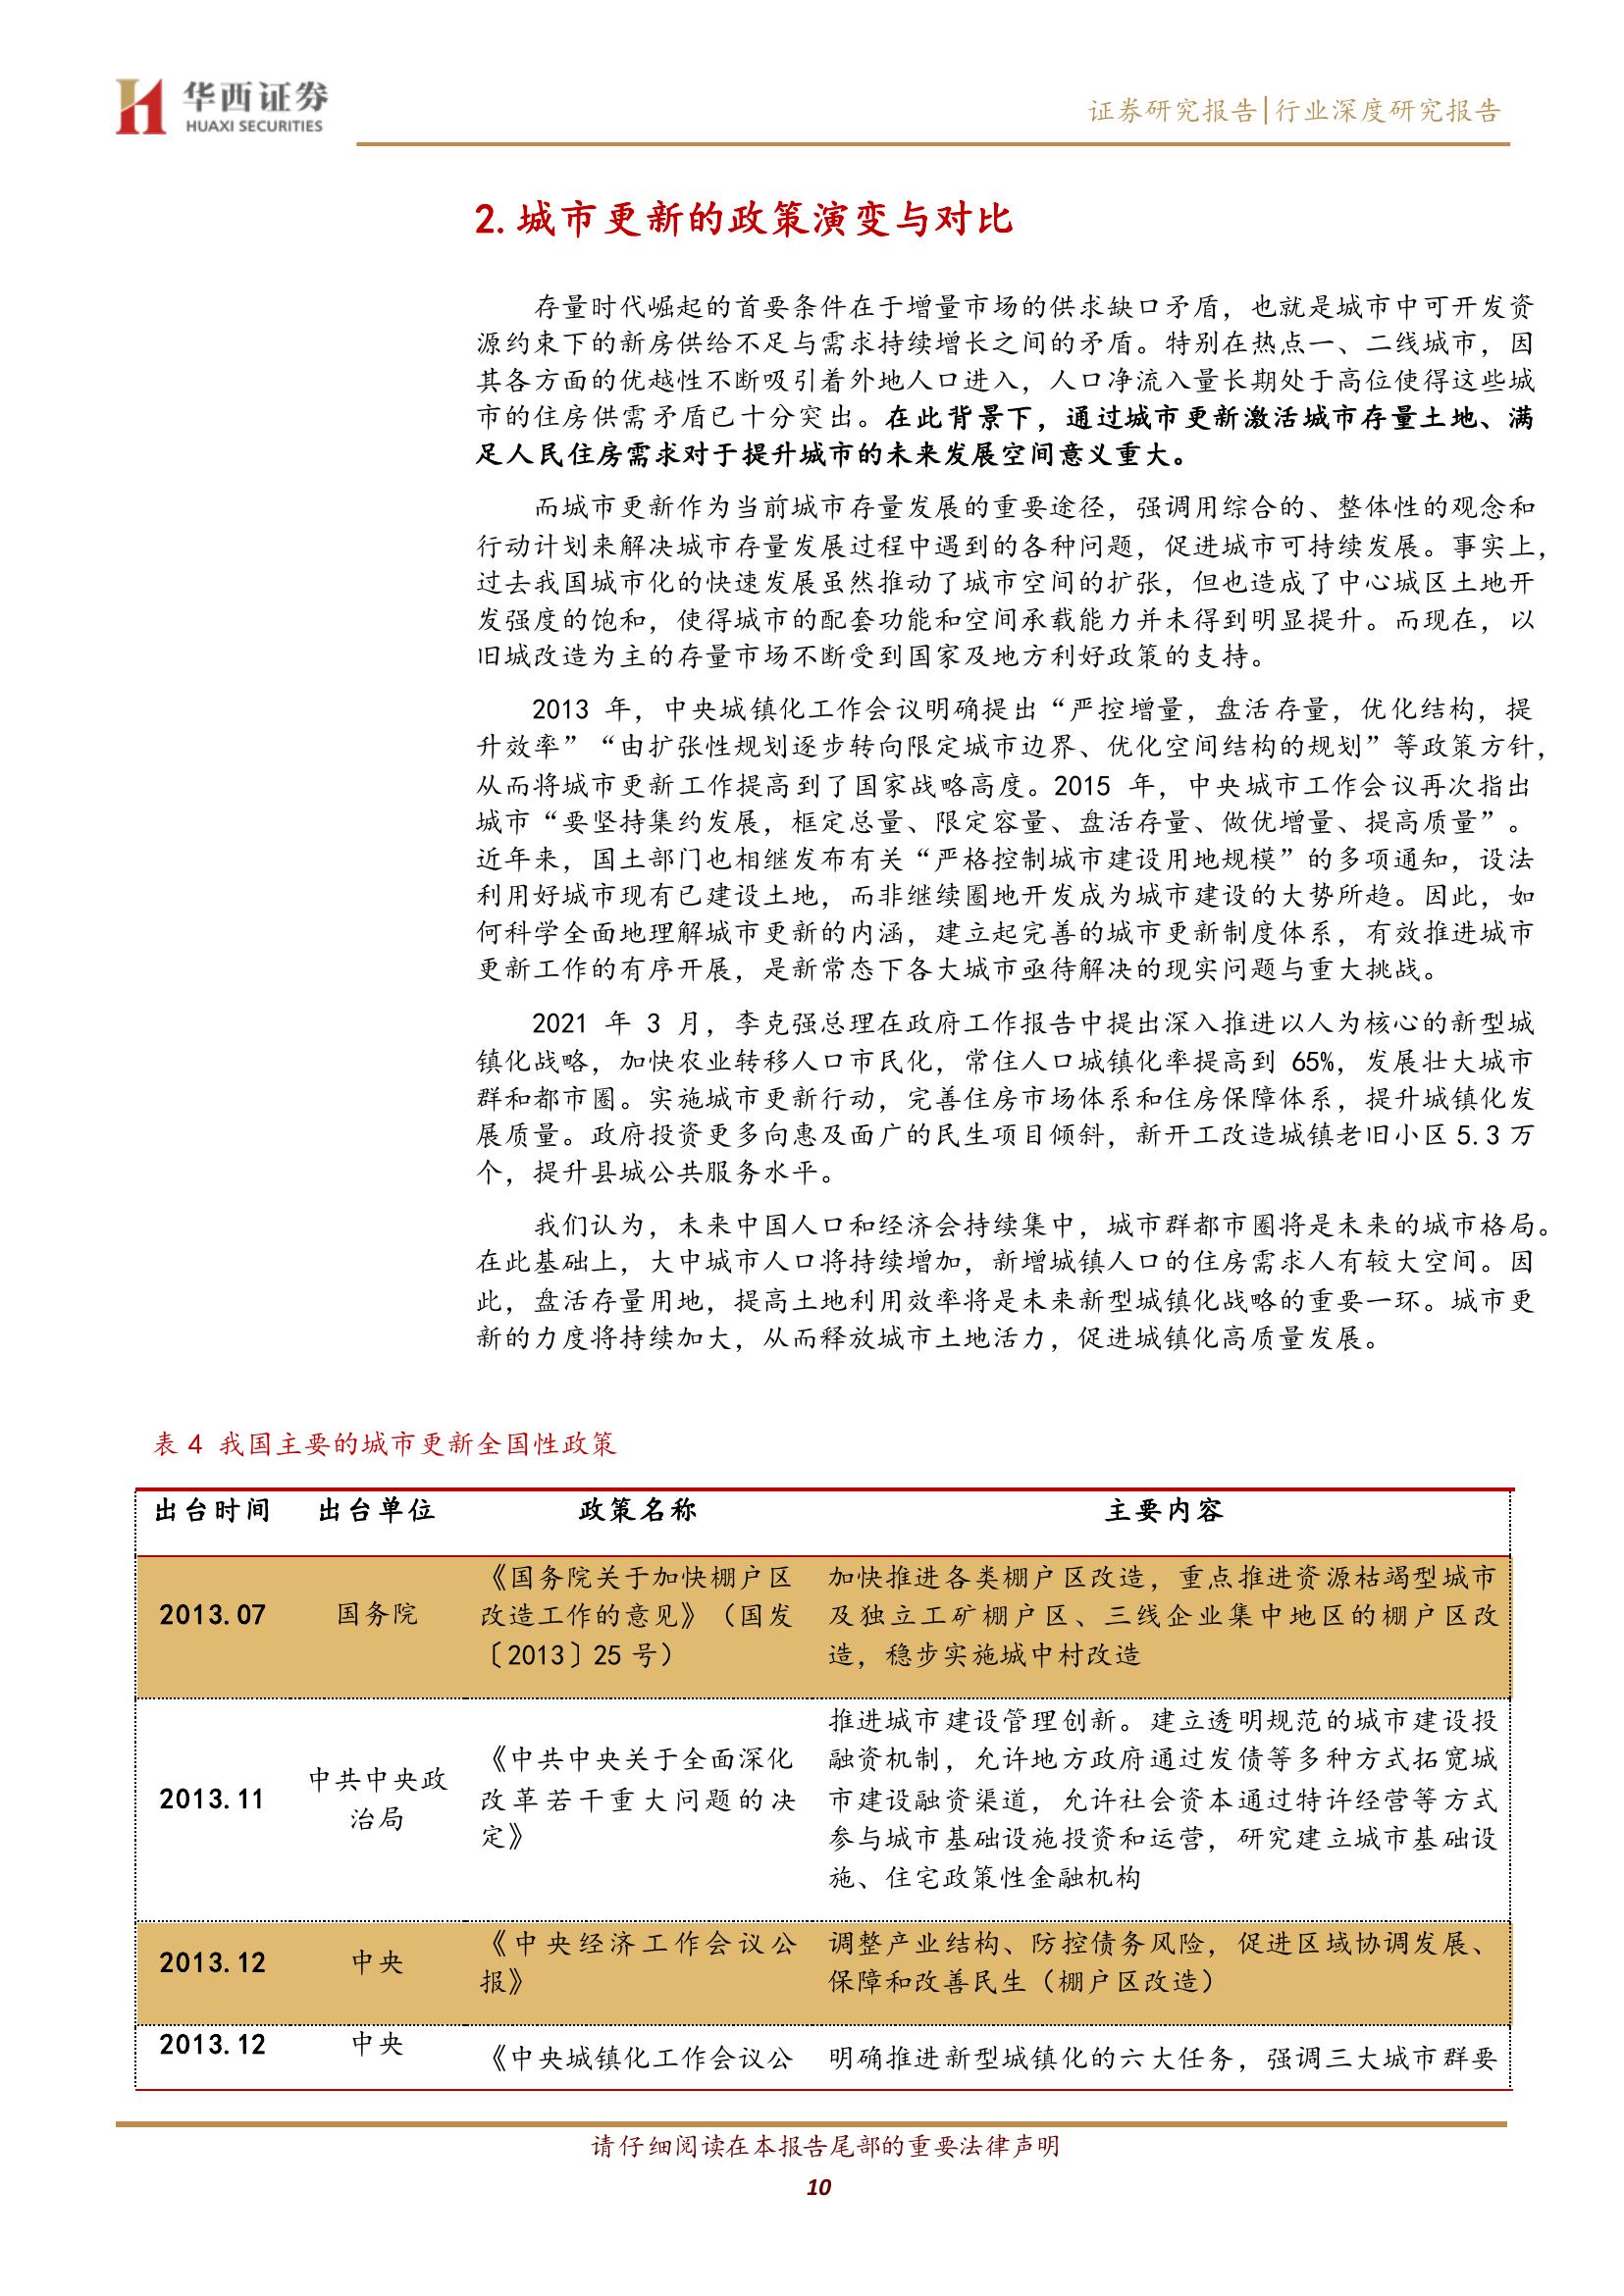 华西证券
HUAXI SECURITIES
证券研究报告|行业深度研究报告
2.城市更新的政策演变与对比
存量时代崛起的首要条件在于增量市场的供求缺口矛盾，也就是城市中可开发资
源约束下的新房供给不足与需求持续增长之间的矛盾。特别在热点一、二线城市，因
其各方面的优越性不断吸引着外地人口进入，人口净流入量长期处于高位使得这些城
市的住房供需矛盾已十分突出。在此背景下，通过城市更新激活城市存量土地、满
足人民住房需求对于提升城市的未来发展空间意义重大。
而城市更新作为当前城市存量发展的重要途径，强调用综合的、整体性的观念和
行动计划来解决城市存量发展过程中遇到的各种问题，促进城市可持续发展。事实上，
过去我国城市化的快速发展虽然推动了城市空间的扩张，但也造成了中心城区土地开
发强度的饱和，使得城市的配套功能和空间承载能力并未得到明显提升。而现在，以
旧城改造为主的存量市场不断受到国家及地方利好政策的支持。
2013 年，中央城镇化工作会议明确提出“严控增量，盘活存量，优化结构，提
升效率”“由扩张性规划逐步转向限定城市边界、优化空间结构的规划”等政策方针，
从而将城市更新工作提高到了国家战略高度。2015 年，中央城市工作会议再次指出
城市“要坚持集约发展，框定总量、限定容量、盘活存量、做优增量、提高质量”。
近年来，国土部门也相继发布有关“严格控制城市建设用地规模”的多项通知，设法
利用好城市现有已建设土地，而非继续圈地开发成为城市建设的大势所趋。因此，如
何科学全面地理解城市更新的内涵，建立起完善的城市更新制度体系，有效推进城市
更新工作的有序开展，是新常态下各大城市亟待解决的现实问题与重大挑战。
2021 年 3 月，李克强总理在政府工作报告中提出深入推进以人为核心的新型城
镇化战略，加快农业转移人口市民化，常住人口城镇化率提高到 65%，发展壮大城市
群和都市圈。实施城市更新行动，完善住房市场体系和住房保障体系，提升城镇化发
展质量。政府投资更多向惠及面广的民生项目倾斜，新开工改造城镇老旧小区 5.3 万
个，提升县城公共服务水平。
我们认为，未来中国人口和经济会持续集中，城市群都市圈将是未来的城市格局。
在此基础上，大中城市人口将持续增加，新增城镇人口的住房需求人有较大空间。因
此，盘活存量用地，提高土地利用效率将是未来新型城镇化战略的重要一环。城市更
新的力度将持续加大，从而释放城市土地活力，促进城镇化高质量发展。
表 4 我国主要的城市更新全国性政策
出台时间 出台单位 政策名称 主要内容
2013.07
国务院
《国务院关于加快棚户区
改造工作的意见》（国发
〔2013〕25 号）
加快推进各类棚户区改造，重点推进资源枯竭型城市
及独立工矿棚户区、三线企业集中地区的棚户区改
造，稳步实施城中村改造
2013.11
中共中央政
治局
《中共中央关于全面深化
改革若干重大问题的决
定》
推进城市建设管理创新。建立透明规范的城市建设投
融资机制，允许地方政府通过发债等多种方式拓宽城
市建设融资渠道，允许社会资本通过特许经营等方式
参与城市基础设施投资和运营，研究建立城市基础设
施、住宅政策性金融机构
2013.12
中央
《中央经济工作会议公
报》
调整产业结构、防控债务风险，促进区域协调发展、
保障和改善民生（棚户区改造）
2013.12
中央
《中央城镇化工作会议公
明确推进新型城镇化的六大任务，强调三大城市群要
请仔细阅读在本报告尾部的重要法律声明
10